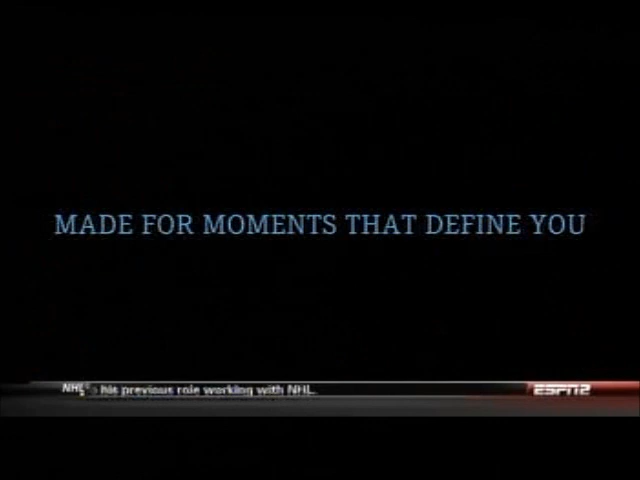 MADE FOR MOMENTS THAT DEFINE YOU
NHL his previous role working with NHL.
ESPN2